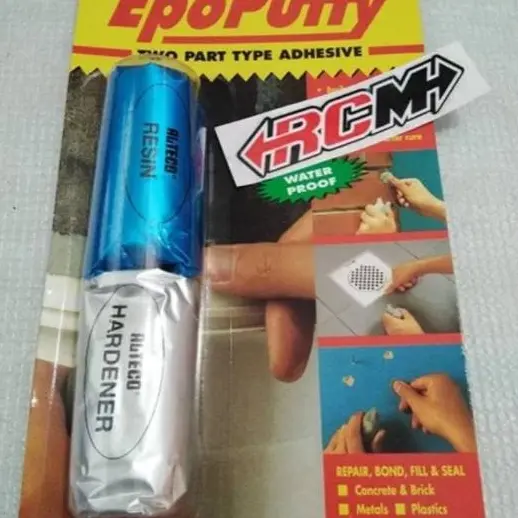 EpoPutty
TWO PART TYPE ADHESIVE
RCM
WATER
PROOF
ALTECO
RESIN
ALTECO
HARDENER
REPAIR, BOND, FILL & SEAL
Concrete & Brick
Metals Plastics